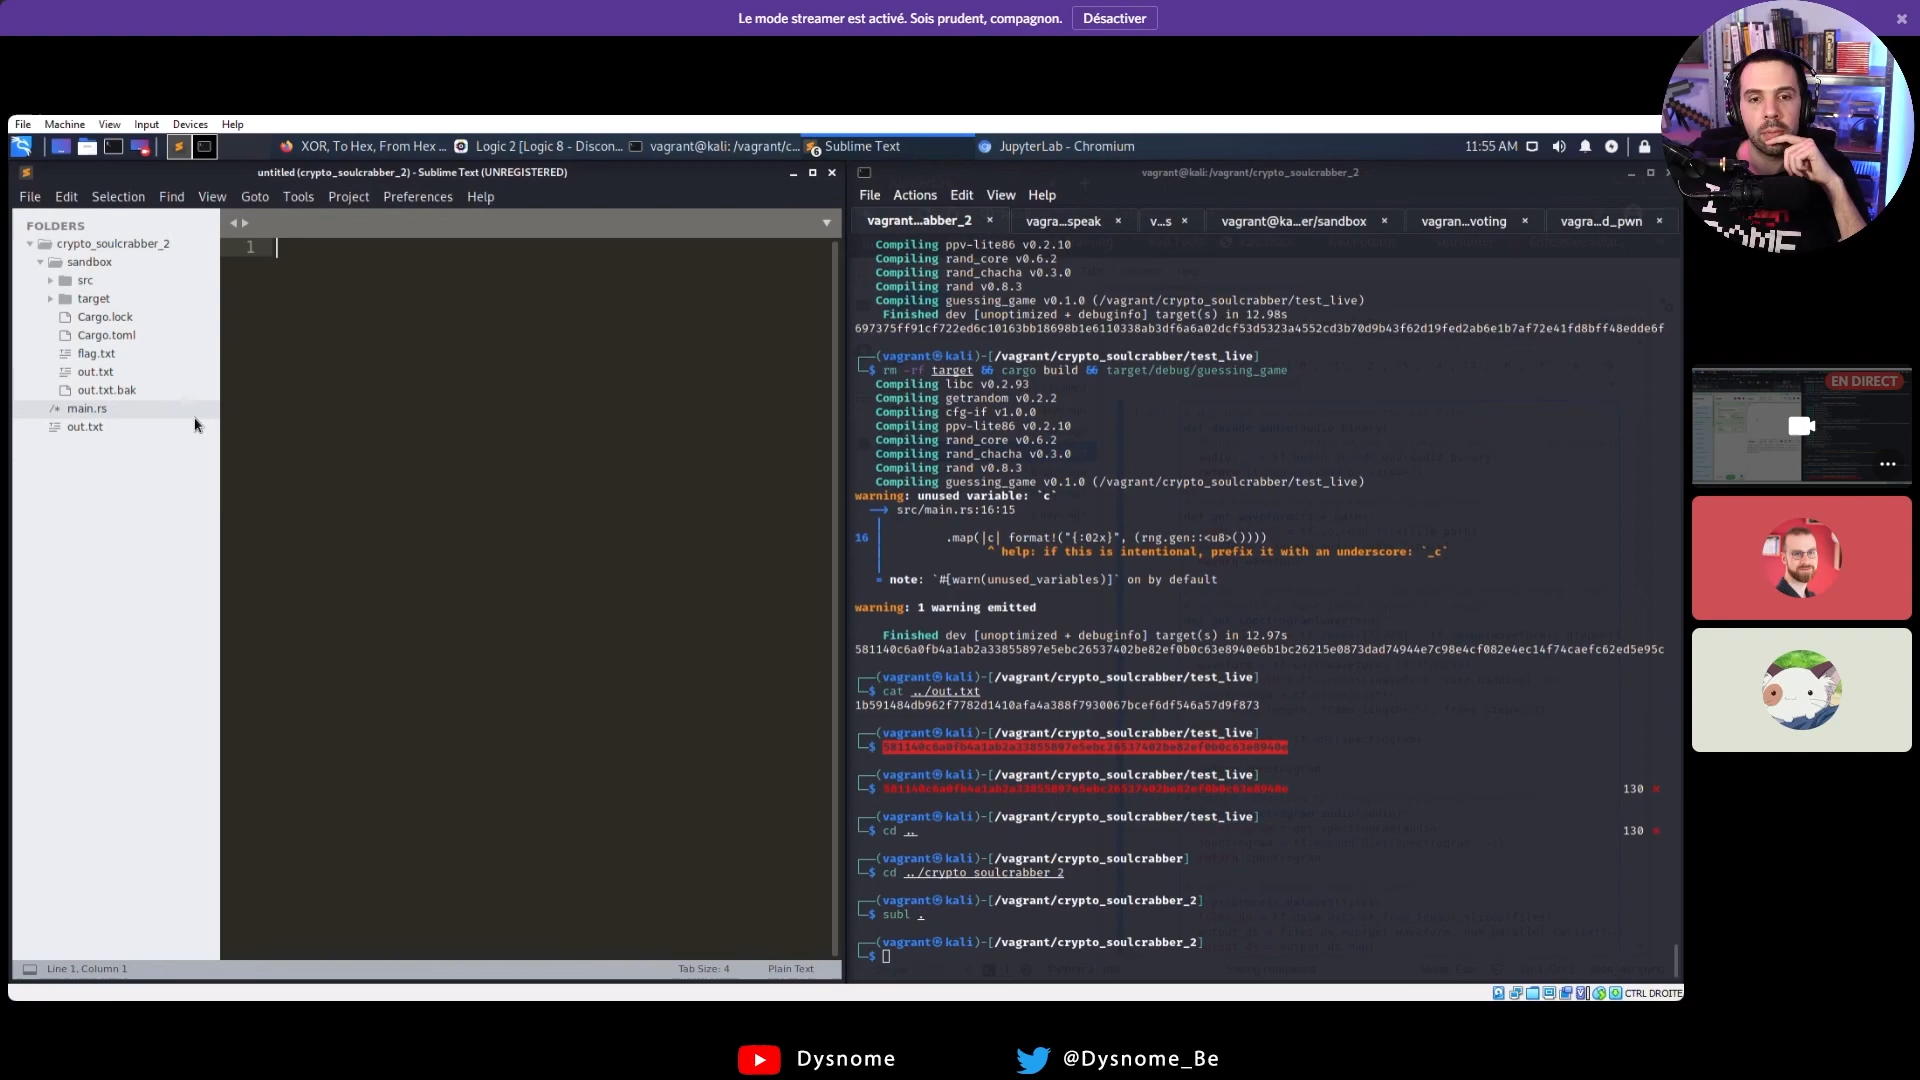 Le mode streamer est activé. Sois prudent, compagnon.
Désactiver
File Machine View Input Devices Help
XOR, To Hex, From Hex ...
Logic 2 [Logic 8 - Discon...
vagrant@kali: /vagrant/c...
Sublime Text
JupyterLab - Chromium
11:55 AM
untitled (crypto_soulcrabber_2) - Sublime Text (UNREGISTERED)
File Edit Selection Find View Goto Tools Project Preferences Help
FOLDERS
crypto_soulcrabber_2
sandbox
src
target
Cargo.lock
Cargo.toml
flag.txt
out.txt
out.txt.bak
main.rs
out.txt
1
Line 1, Column 1
Tab Size: 4
Plain Text
vagrant@kali: /vagrant/crypto_soulcrabber_2
File Actions Edit View Help
vagrant...abber_2
vagra...speak
v...s
vagrant@ka...er/sandbox
vagran...voting
vagra...d_pwn
Compiling ppv-lite86 v0.2.10
Compiling rand_core v0.6.2
Compiling rand_chacha v0.3.0
Compiling rand v0.8.3
Compiling guessing_game v0.1.0 (/vagrant/crypto_soulcrabber/test_live)
Finished dev [unoptimized + debuginfo] target(s) in 12.98s
697375ff91cf722ed6c10163bb18698b1e6110338ab3df6a6a02dcf53d5323a4552cd3b70d9b43f62d19fed2ab6e1b7af72e41fd8bff48edde6f
(vagrant㉿kali)-[/vagrant/crypto_soulcrabber/test_live]
$ rm -rf target && cargo build && target/debug/guessing_game
Compiling libc v0.2.93
Compiling getrandom v0.2.2
Compiling cfg-if v1.0.0
Compiling ppv-lite86 v0.2.10
Compiling rand_core v0.6.2
Compiling rand_chacha v0.3.0
Compiling rand v0.8.3
Compiling guessing_game v0.1.0 (/vagrant/crypto_soulcrabber/test_live)
warning: unused variable: `c`
--> src/main.rs:16:15
16 | .map(|c| format!("{:02x}", (rng.gen::<u8>())))
^ help: if this is intentional, prefix it with an underscore: `_c`
= note: `#[warn(unused_variables)]` on by default
warning: 1 warning emitted
Finished dev [unoptimized + debuginfo] target(s) in 12.97s
581140c6a0fb4a1ab2a33855897e5ebc26537402be82ef0b0c63e8940e6b1bc26215e0873dad74944e7c98e4cf082e4ec14f74caefc62ed5e95c
(vagrant㉿kali)-[/vagrant/crypto_soulcrabber/test_live]
$ cat ../out.txt
1b591484db962f7782d1410afa4a388f7930067bcef6df546a57d9f873
(vagrant㉿kali)-[/vagrant/crypto_soulcrabber/test_live]
$ 581140c6a0fb4a1ab2a33855897e5ebc26537402be82ef0b0c63e8940e
(vagrant㉿kali)-[/vagrant/crypto_soulcrabber/test_live]
$ 581140c6a0fb4a1ab2a33855897e5ebc26537402be82ef0b0c63e8940e 130
(vagrant㉿kali)-[/vagrant/crypto_soulcrabber/test_live]
$ cd .. 130
(vagrant㉿kali)-[/vagrant/crypto_soulcrabber]
$ cd ../crypto_soulcrabber_2
(vagrant㉿kali)-[/vagrant/crypto_soulcrabber_2]
$ subl .
(vagrant㉿kali)-[/vagrant/crypto_soulcrabber_2]
$
CTRL DROITE
EN DIRECT
Dysnome
@Dysnome_Be